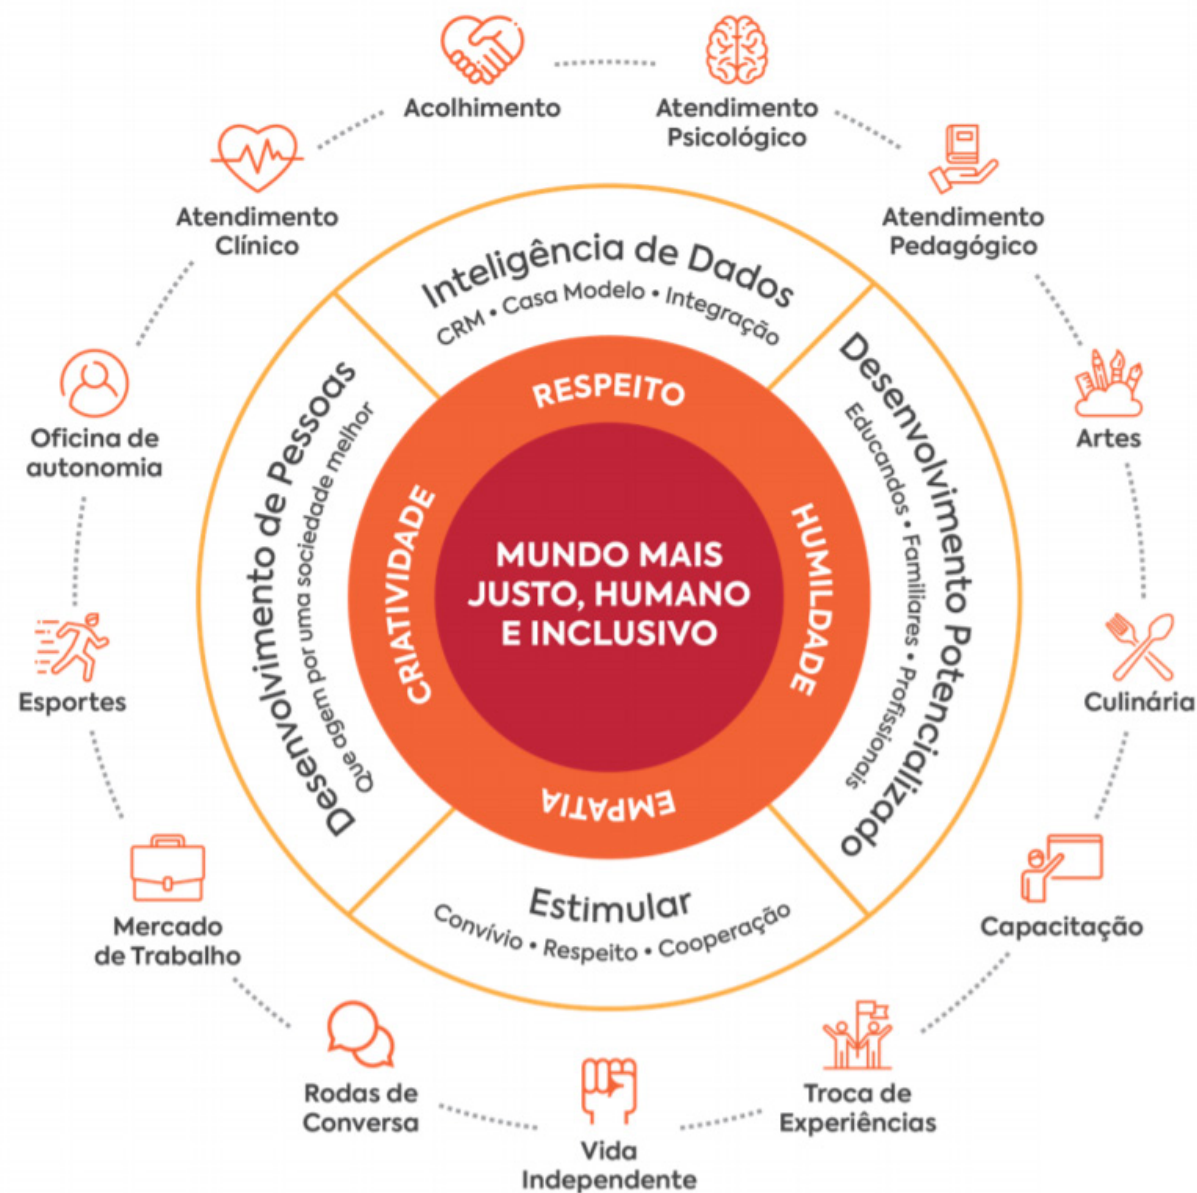 Acolhimento
Atendimento
Psicológico
Atendimento
Pedagógico
Artes
Culinária
Capacitação
Troca de
Experiências
Vida
Independente
Rodas de
Conversa
Mercado
de Trabalho
Esportes
Oficina de
autonomia
Atendimento
Clínico
Inteligência de Dados
CRM • Casa Modelo • Integração
Desenvolvimento Potencializado
Educandos • Familiares • Profissionais
Estimular
Convívio • Respeito • Cooperação
Desenvolvimento de Pessoas
Que agem por uma sociedade melhor
RESPEITO
HUMILDADE
EMPATIA
CRIATIVIDADE
MUNDO MAIS
JUSTO, HUMANO
E INCLUSIVO